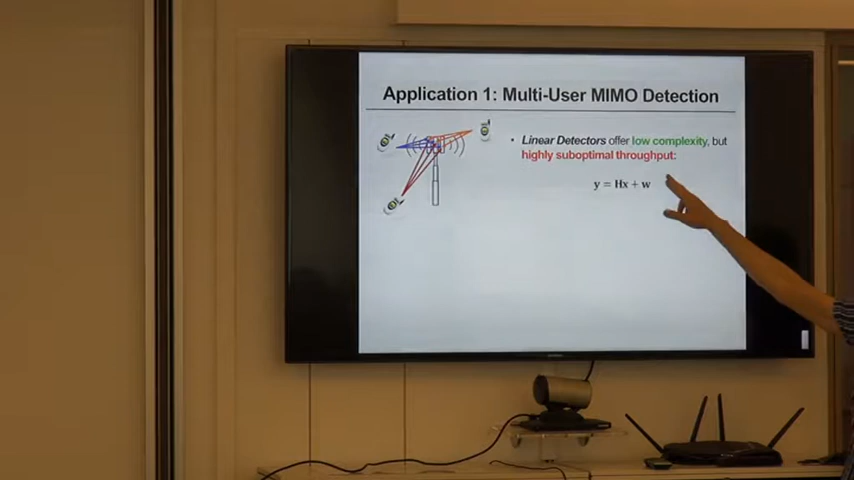 Application 1: Multi-User MIMO Detection
• Linear Detectors offer low complexity, but
highly suboptimal throughput:
y = Hx + w